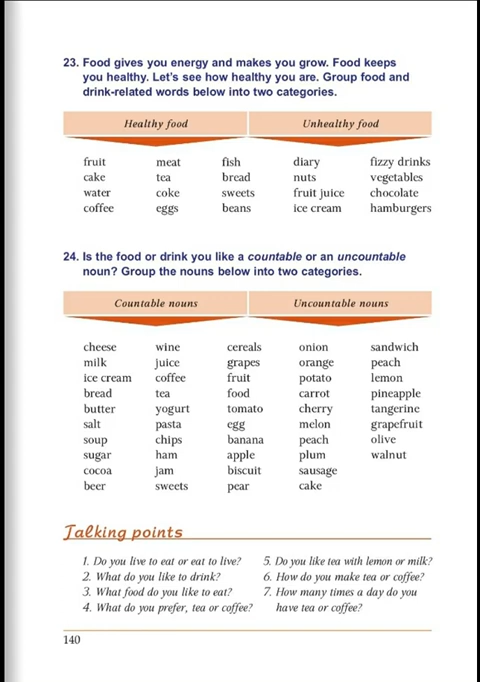 23. Food gives you energy and makes you grow. Food keeps
you healthy. Let's see how healthy you are. Group food and
drink-related words below into two categories.
Healthy food Unhealthy food
fruit meat fish diary fizzy drinks
cake tea bread nuts vegetables
water coke sweets fruit juice chocolate
coffee eggs beans ice cream hamburgers
24. Is the food or drink you like a countable or an uncountable
noun? Group the nouns below into two categories.
Countable nouns Uncountable nouns
cheese wine cereals onion sandwich
milk juice grapes orange peach
ice cream coffee fruit potato lemon
bread tea food carrot pineapple
butter yogurt tomato cherry tangerine
salt pasta egg melon grapefruit
soup chips banana peach olive
sugar ham apple plum walnut
cocoa jam biscuit sausage
beer sweets pear cake
Talking points
1. Do you live to eat or eat to live?
2. What do you like to drink?
3. What food do you like to eat?
4. What do you prefer, tea or coffee?
5. Do you like tea with lemon or milk?
6. How do you make tea or coffee?
7. How many times a day do you
have tea or coffee?
140